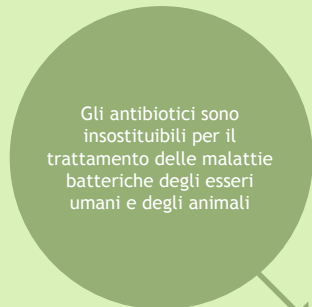 Gli antibiotici sono
insostituibili per il
trattamento delle malattie
batteriche degli esseri
umani e degli animali